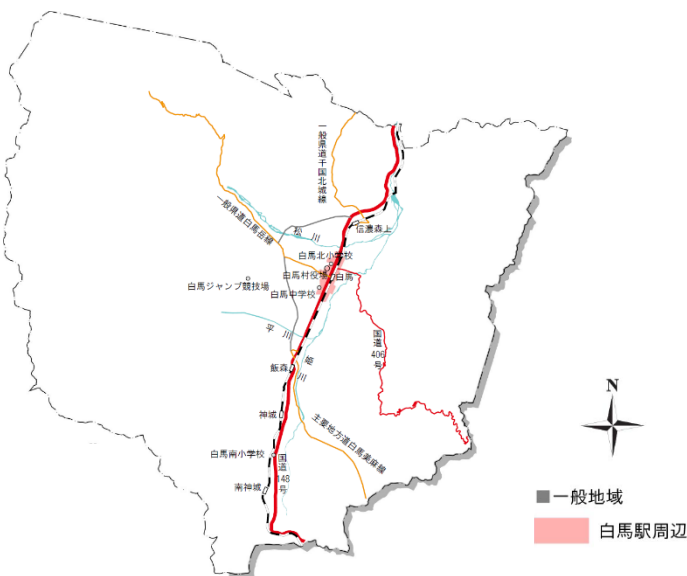 一般県道千国北城線
信濃森上
一般県道白馬岳線
松川
白馬北小学校
白馬村役場
白馬
白馬ジャンプ競技場
白馬中学校
平川
国道406号
姫川
飯森
神城
主要地方道白馬美麻線
白馬南小学校
国道148号
南神城
N
一般地域
白馬駅周辺